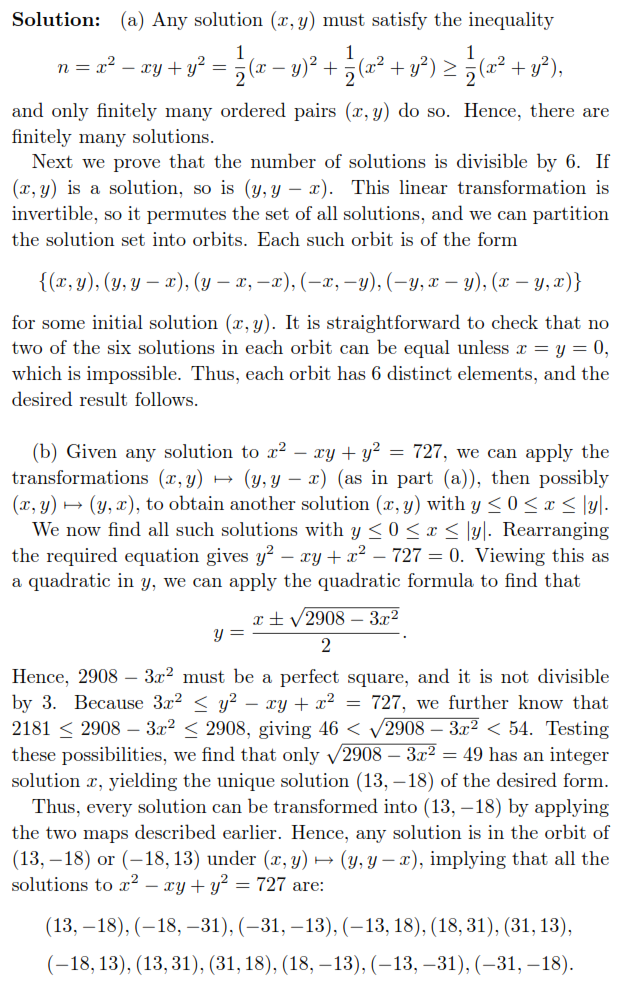 Solution: (a) Any solution (x, y) must satisfy the inequality
n = x² − xy + y² = 1/2 (x − y)² + 1/2 (x² + y²) ≥ 1/2 (x² + y²),
and only finitely many ordered pairs (x, y) do so. Hence, there are
finitely many solutions.
Next we prove that the number of solutions is divisible by 6. If
(x, y) is a solution, so is (y, y − x). This linear transformation is
invertible, so it permutes the set of all solutions, and we can partition
the solution set into orbits. Each such orbit is of the form
{(x, y), (y, y − x), (y − x, −x), (−x, −y), (−y, x − y), (x − y, x)}
for some initial solution (x, y). It is straightforward to check that no
two of the six solutions in each orbit can be equal unless x = y = 0,
which is impossible. Thus, each orbit has 6 distinct elements, and the
desired result follows.
(b) Given any solution to x² − xy + y² = 727, we can apply the
transformations (x, y) ↦ (y, y − x) (as in part (a)), then possibly
(x, y) ↦ (y, x), to obtain another solution (x, y) with y ≤ 0 ≤ x ≤ |y|.
We now find all such solutions with y ≤ 0 ≤ x ≤ |y|. Rearranging
the required equation gives y² − xy + x² − 727 = 0. Viewing this as
a quadratic in y, we can apply the quadratic formula to find that
y = (x ± √(2908 − 3x²))/2.
Hence, 2908 − 3x² must be a perfect square, and it is not divisible
by 3. Because 3x² ≤ y² − xy + x² = 727, we further know that
2181 ≤ 2908 − 3x² ≤ 2908, giving 46 < √(2908 − 3x²) < 54. Testing
these possibilities, we find that only √(2908 − 3x²) = 49 has an integer
solution x, yielding the unique solution (13, −18) of the desired form.
Thus, every solution can be transformed into (13, −18) by applying
the two maps described earlier. Hence, any solution is in the orbit of
(13, −18) or (−18, 13) under (x, y) ↦ (y, y − x), implying that all the
solutions to x² − xy + y² = 727 are:
(13, −18), (−18, −31), (−31, −13), (−13, 18), (18, 31), (31, 13),
(−18, 13), (13, 31), (31, 18), (18, −13), (−13, −31), (−31, −18).